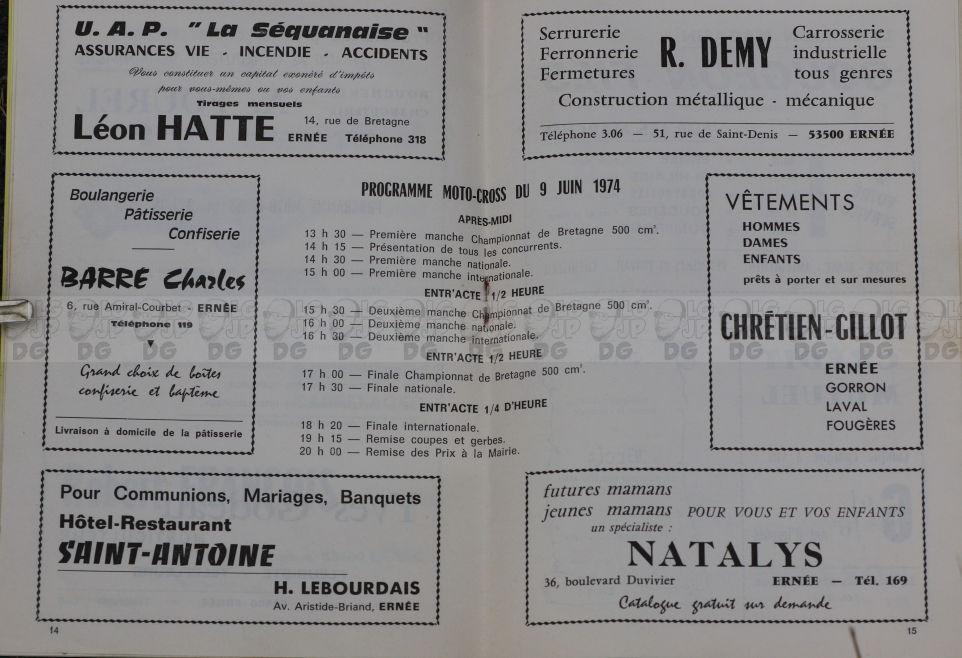 U. A. P. " La Séquanaise "
ASSURANCES VIE - INCENDIE - ACCIDENTS
Vous constituer un capital exonéré d'impôts
pour vous-mêmes ou vos enfants
Tirages mensuels
Léon HATTE
14, rue de Bretagne
ERNÉE Téléphone 318
Serrurerie
Ferronnerie
Fermetures
R. DEMY
Carrosserie
industrielle
tous genres
Construction métallique - mécanique
Téléphone 3.06 — 51, rue de Saint-Denis — 53500 ERNÉE
Boulangerie
Pâtisserie
Confiserie
BARRÉ Charles
6, rue Amiral-Courbet - ERNÉE
Téléphone 119
Grand choix de boîtes
confiserie et baptême
Livraison à domicile de la pâtisserie
PROGRAMME MOTO-CROSS DU 9 JUIN 1974
APRÈS-MIDI
13 h 30 — Première manche Championnat de Bretagne 500 cm³.
14 h 15 — Présentation de tous les concurrents.
14 h 30 — Première manche nationale.
15 h 00 — Première manche internationale.
ENTR'ACTE 1/2 HEURE
15 h 30 — Deuxième manche Championnat de Bretagne 500 cm³.
16 h 00 — Deuxième manche nationale.
16 h 30 — Deuxième manche internationale.
ENTR'ACTE 1/2 HEURE
17 h 00 — Finale Championnat de Bretagne 500 cm³.
17 h 30 — Finale nationale.
ENTR'ACTE 1/4 D'HEURE
18 h 20 — Finale internationale.
19 h 15 — Remise coupes et gerbes.
20 h 00 — Remise des Prix à la Mairie.
VÊTEMENTS
HOMMES
DAMES
ENFANTS
prêts à porter et sur mesures
CHRÉTIEN-GILLOT
ERNÉE
GORRON
LAVAL
FOUGÈRES
Pour Communions, Mariages, Banquets
Hôtel-Restaurant
SAINT-ANTOINE
H. LEBOURDAIS
Av. Aristide-Briand, ERNÉE
futures mamans
jeunes mamans POUR VOUS ET VOS ENFANTS
un spécialiste :
NATALYS
36, boulevard Duvivier ERNÉE — Tél. 169
Catalogue gratuit sur demande
14
15